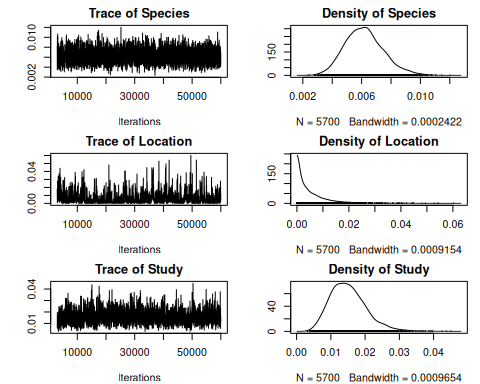 Trace of Species
Density of Species
0.002 0.010
10000 30000 50000
Iterations
0 150
0.002 0.006 0.010
N = 5700 Bandwidth = 0.0002422
Trace of Location
Density of Location
0.00 0.04
10000 30000 50000
Iterations
0 150
0.00 0.02 0.04 0.06
N = 5700 Bandwidth = 0.0009154
Trace of Study
Density of Study
0.01 0.04
10000 30000 50000
Iterations
0 40
0.00 0.01 0.02 0.03 0.04
N = 5700 Bandwidth = 0.0009654